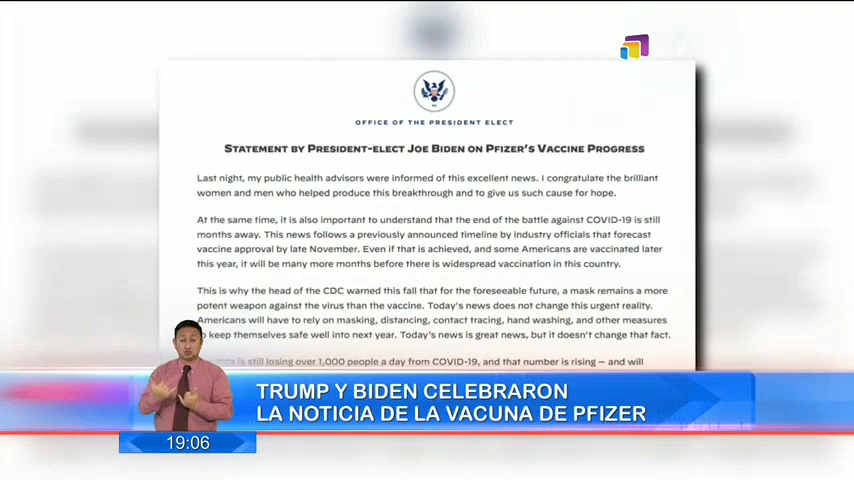 OFFICE OF THE PRESIDENT ELECT
STATEMENT BY PRESIDENT-ELECT JOE BIDEN ON PFIZER'S VACCINE PROGRESS
Last night, my public health advisors were informed of this excellent news. I congratulate the brilliant
women and men who helped produce this breakthrough and to give us such cause for hope.
At the same time, it is also important to understand that the end of the battle against COVID-19 is still
months away. This news follows a previously announced timeline by industry officials that forecast
vaccine approval by late November. Even if that is achieved, and some Americans are vaccinated later
this year, it will be many more months before there is widespread vaccination in this country.
This is why the head of the CDC warned this fall that for the foreseeable future, a mask remains a more
potent weapon against the virus than the vaccine. Today's news does not change this urgent reality.
Americans will have to rely on masking, distancing, contact tracing, hand washing, and other measures
keep themselves safe well into next year. Today's news is great news, but it doesn't change that fact.
is still losing over 1,000 people a day from COVID-19, and that number is rising – and will
TRUMP Y BIDEN CELEBRARON
LA NOTICIA DE LA VACUNA DE PFIZER
19:06